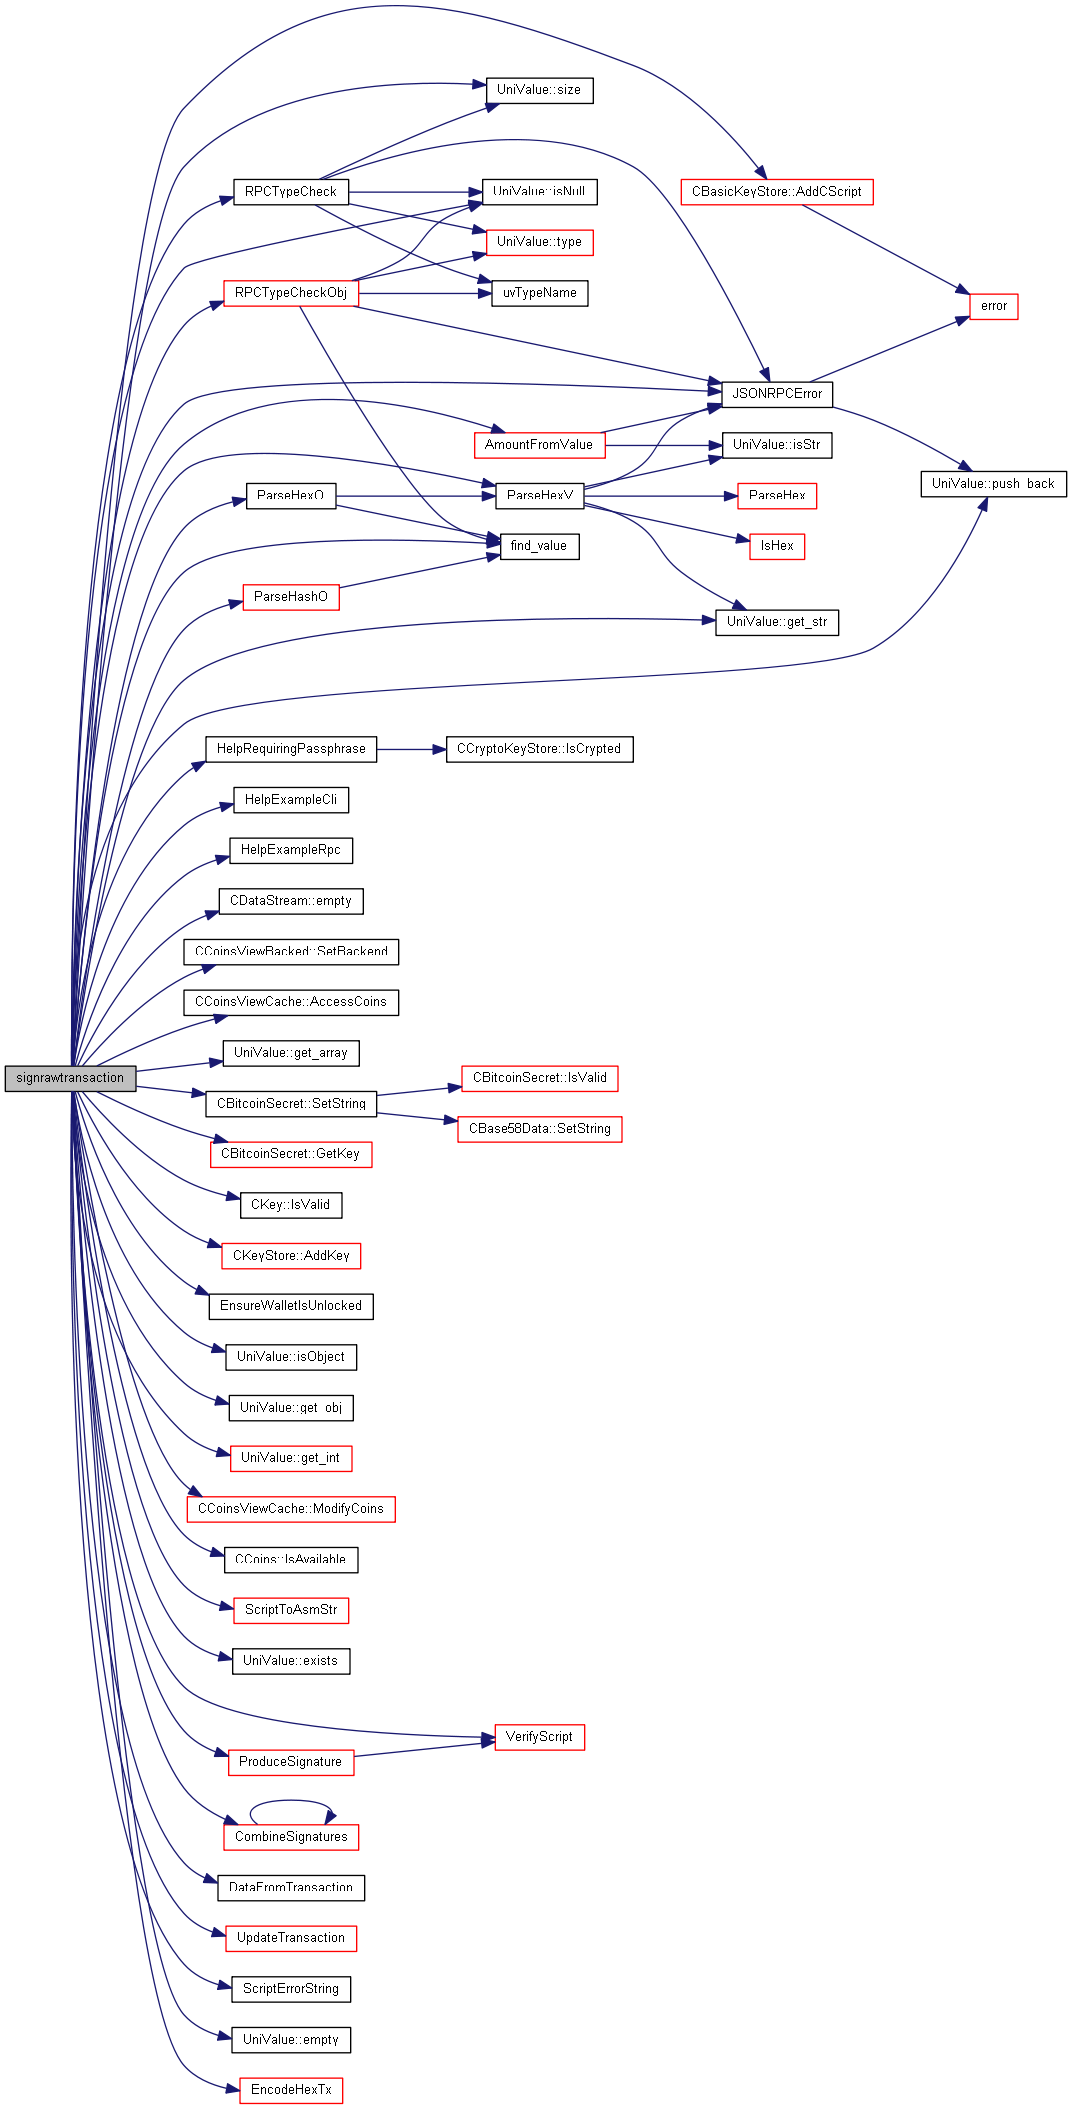 UniValue::size
RPCTypeCheck
UniValue::isNull
CBasicKeyStore::AddCScript
UniValue::type
RPCTypeCheckObj
uvTypeName
error
JSONRPCError
AmountFromValue
UniValue::isStr
UniValue::push_back
ParseHexO
ParseHexV
ParseHex
find_value
IsHex
ParseHashO
UniValue::get_str
HelpRequiringPassphrase
CCryptoKeyStore::IsCrypted
HelpExampleCli
HelpExampleRpc
CDataStream::empty
CCoinsViewBacked::SetBackend
CCoinsViewCache::AccessCoins
UniValue::get_array
signrawtransaction
CBitcoinSecret::IsValid
CBitcoinSecret::SetString
CBase58Data::SetString
CBitcoinSecret::GetKey
CKey::IsValid
CKeyStore::AddKey
EnsureWalletIsUnlocked
UniValue::isObject
UniValue::get_obj
UniValue::get_int
CCoinsViewCache::ModifyCoins
CCoins::IsAvailable
ScriptToAsmStr
UniValue::exists
VerifyScript
ProduceSignature
CombineSignatures
DataFromTransaction
UpdateTransaction
ScriptErrorString
UniValue::empty
EncodeHexTx